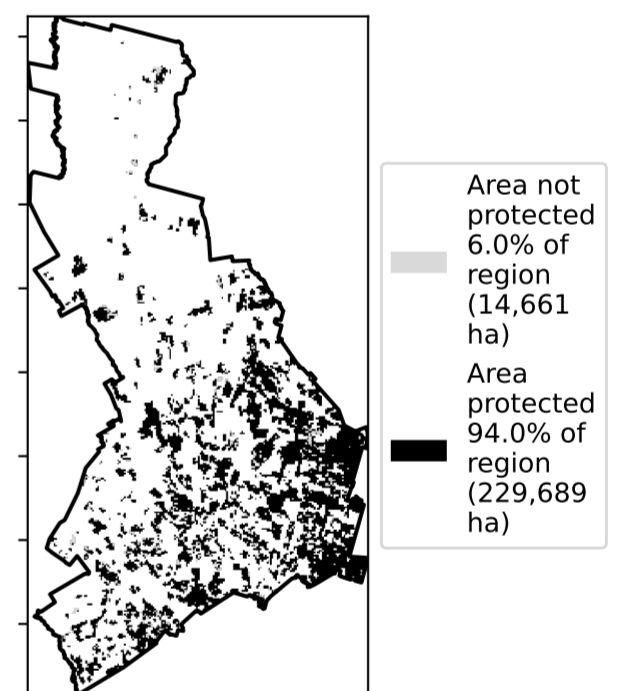 Area not
protected
6.0% of
region
(14,661
ha)
Area
protected
94.0% of
region
(229,689
ha)